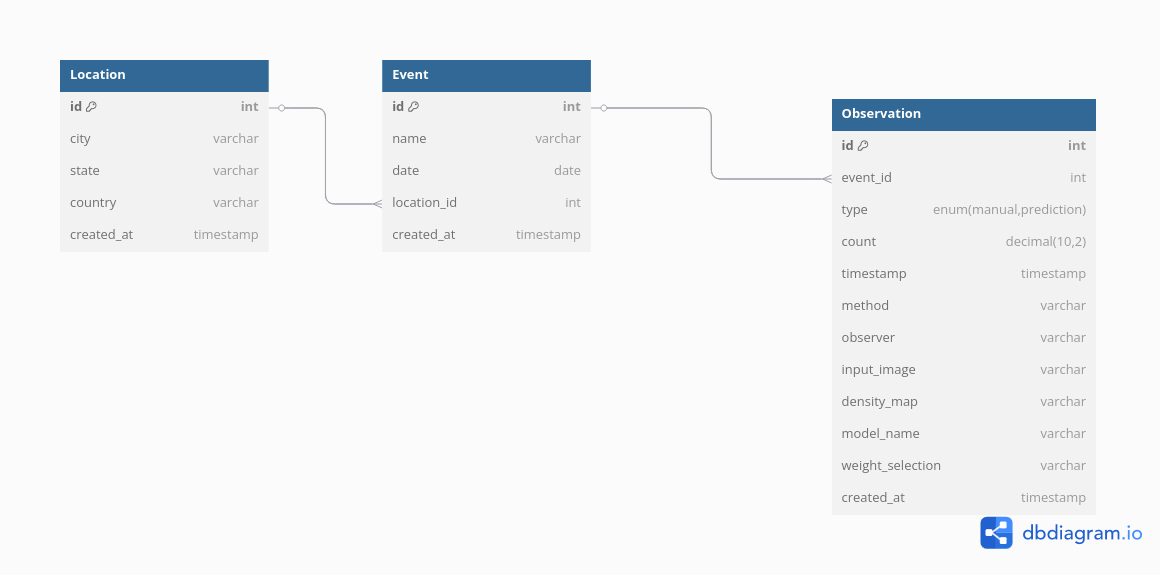 Location
id int
city varchar
state varchar
country varchar
created_at timestamp
Event
id int
name varchar
date date
location_id int
created_at timestamp
Observation
id int
event_id int
type enum(manual,prediction)
count decimal(10,2)
timestamp timestamp
method varchar
observer varchar
input_image varchar
density_map varchar
model_name varchar
weight_selection varchar
created_at timestamp
dbdiagram.io